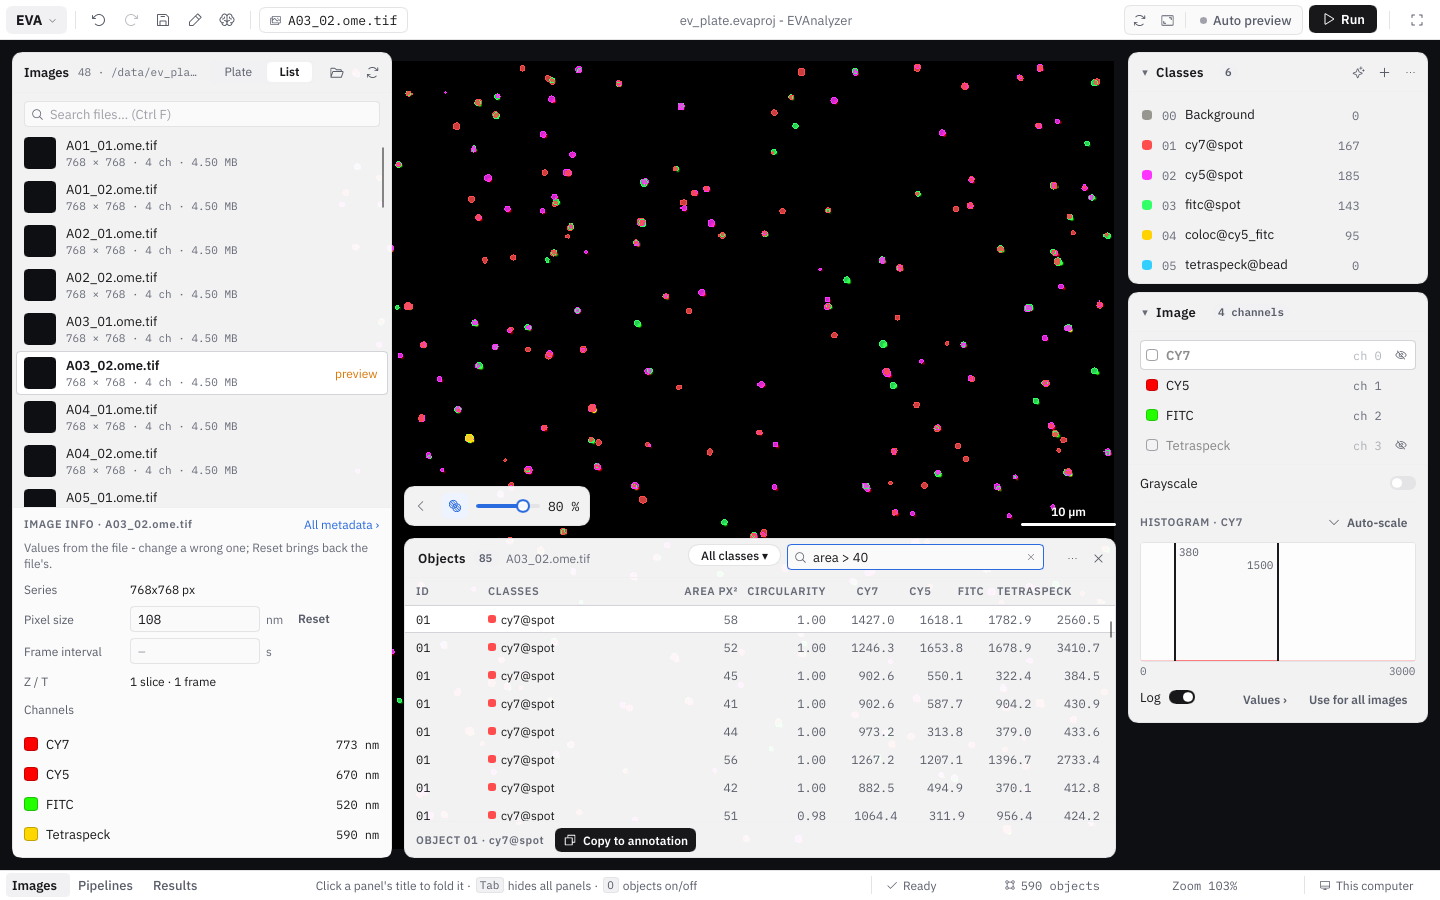 EVA
A03_02.ome.tif
ev_plate.evaproj - EVAnalyzer
Auto preview
Run
Images 48 · /data/ev_pla…
Plate
List
Search files... (Ctrl F)
A01_01.ome.tif
768 × 768 · 4 ch · 4.50 MB
A01_02.ome.tif
768 × 768 · 4 ch · 4.50 MB
A02_01.ome.tif
768 × 768 · 4 ch · 4.50 MB
A02_02.ome.tif
768 × 768 · 4 ch · 4.50 MB
A03_01.ome.tif
768 × 768 · 4 ch · 4.50 MB
A03_02.ome.tif
768 × 768 · 4 ch · 4.50 MB
preview
A04_01.ome.tif
768 × 768 · 4 ch · 4.50 MB
A04_02.ome.tif
768 × 768 · 4 ch · 4.50 MB
A05_01.ome.tif
IMAGE INFO · A03_02.ome.tif
All metadata ›
Values from the file - change a wrong one; Reset brings back the
file's.
Series 768x768 px
Pixel size 108 nm Reset
Frame interval – s
Z / T 1 slice · 1 frame
Channels
CY7 773 nm
CY5 670 nm
FITC 520 nm
Tetraspeck 590 nm
80 %
10 µm
Objects 85 A03_02.ome.tif
All classes ▾
area > 40
ID CLASSES AREA PX² CIRCULARITY CY7 CY5 FITC TETRASPECK
01 cy7@spot 58 1.00 1427.0 1618.1 1782.9 2560.5
01 cy7@spot 52 1.00 1246.3 1653.8 1678.9 3410.7
01 cy7@spot 45 1.00 902.6 550.1 322.4 384.5
01 cy7@spot 41 1.00 902.6 587.7 904.2 430.9
01 cy7@spot 44 1.00 973.2 313.8 379.0 433.6
01 cy7@spot 56 1.00 1267.2 1207.1 1396.7 2733.4
01 cy7@spot 42 1.00 882.5 494.9 370.1 412.8
01 cy7@spot 51 0.98 1064.4 311.9 956.4 424.2
OBJECT 01 · cy7@spot
Copy to annotation
Classes 6
00 Background 0
01 cy7@spot 167
02 cy5@spot 185
03 fitc@spot 143
04 coloc@cy5_fitc 95
05 tetraspeck@bead 0
Image 4 channels
CY7 ch 0
CY5 ch 1
FITC ch 2
Tetraspeck ch 3
Grayscale
HISTOGRAM · CY7
Auto-scale
380
1500
0 3000
Log
Values ›
Use for all images
Images
Pipelines
Results
Click a panel's title to fold it · Tab hides all panels · O objects on/off
Ready
590 objects
Zoom 103%
This computer